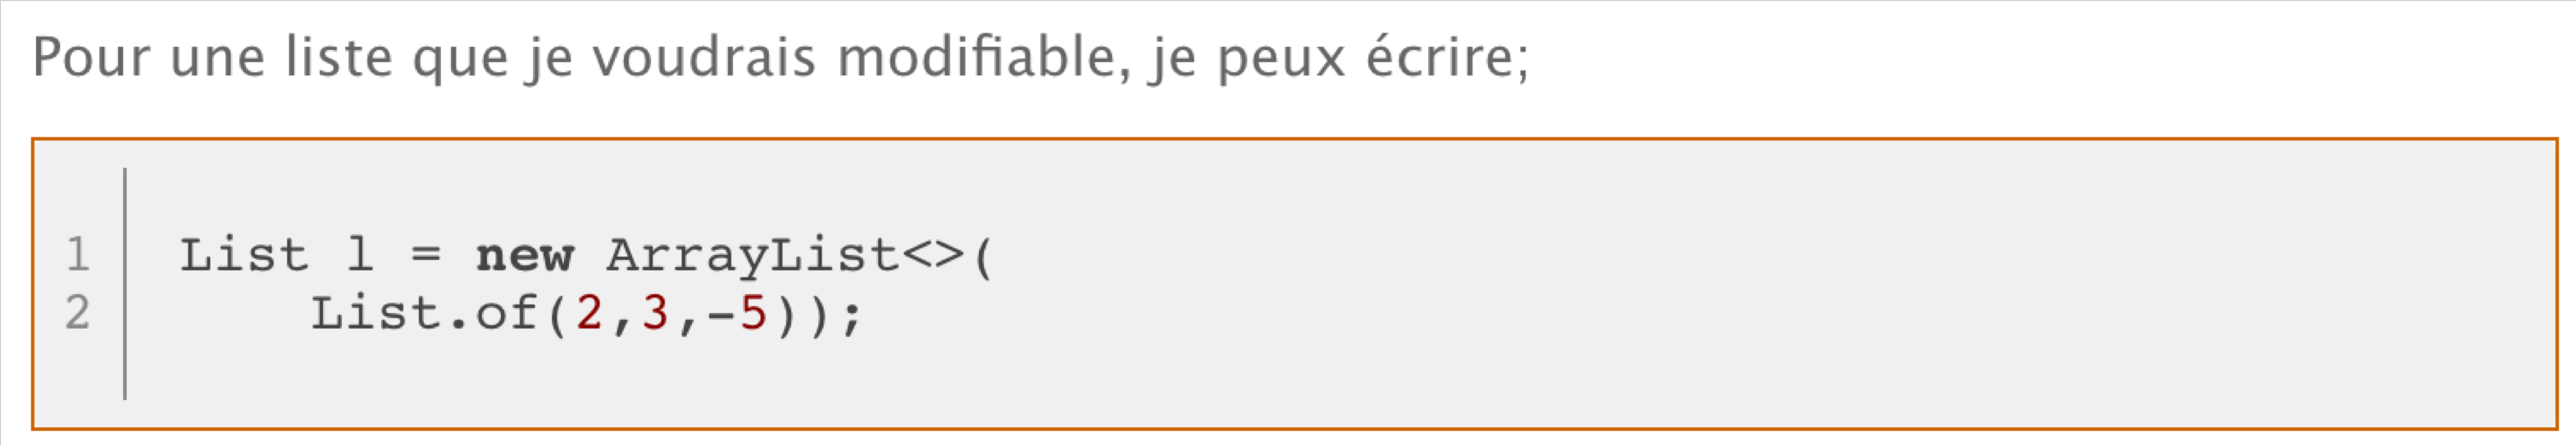 Pour une liste que je voudrais modifiable, je peux écrire;
1 List l = new ArrayList<>(
2     List.of(2,3,-5));